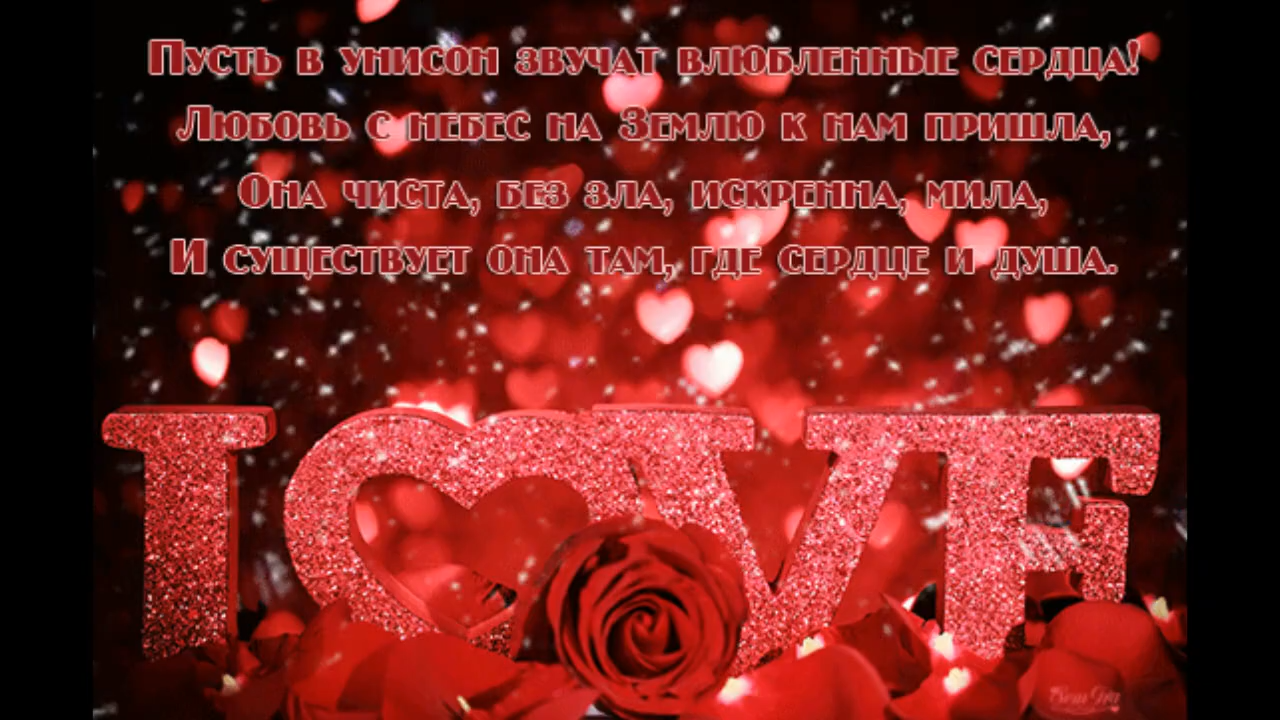 Пусть в унисон звучат влюбленные сердца!
Любовь с небес на Землю к нам пришла,
Она чиста, без зла, искренна, мила,
И существует она там, где сердце и душа.
LOVE